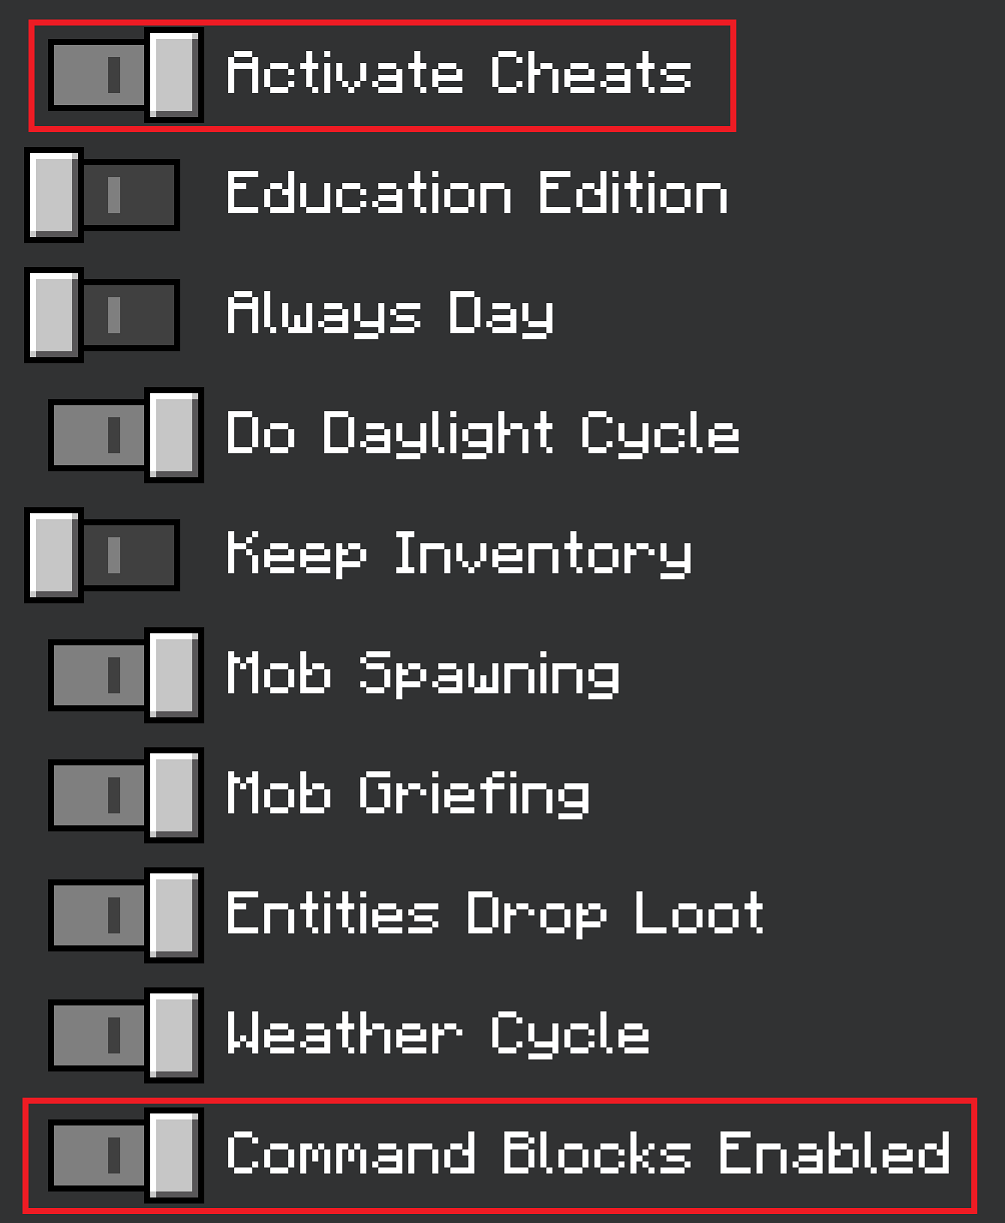 Activate Cheats
Education Edition
Always Day
Do Daylight Cycle
Keep Inventory
Mob Spawning
Mob Griefing
Entities Drop Loot
Weather Cycle
Command Blocks Enabled